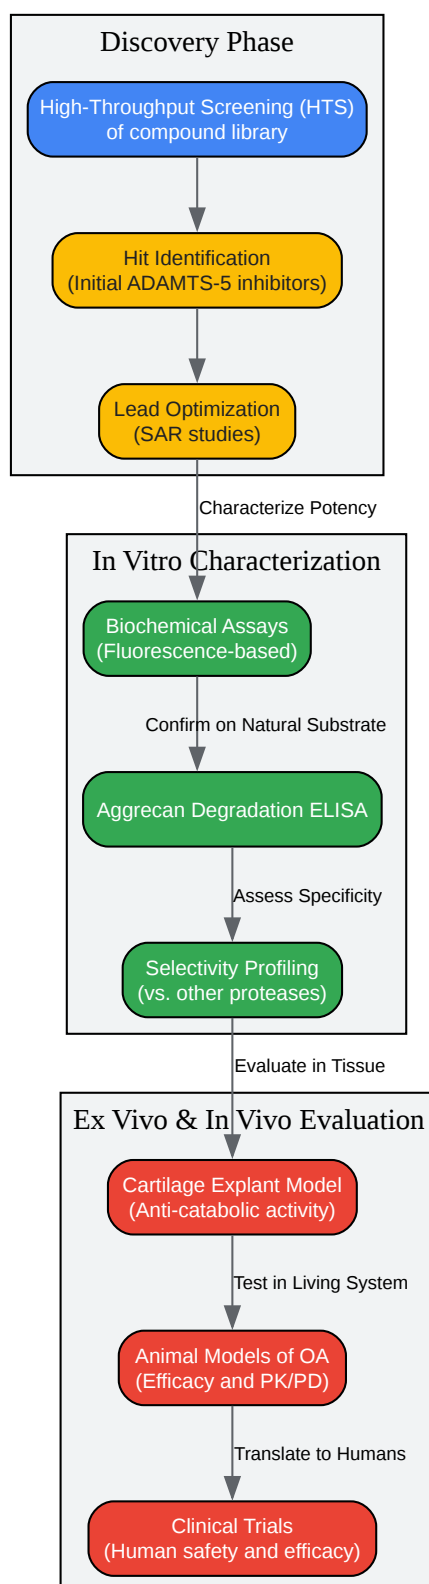 Discovery Phase
High-Throughput Screening (HTS)
of compound library
Hit Identification
(Initial ADAMTS-5 inhibitors)
Lead Optimization
(SAR studies)
Characterize Potency
In Vitro Characterization
Biochemical Assays
(Fluorescence-based)
Confirm on Natural Substrate
Aggrecan Degradation ELISA
Assess Specificity
Selectivity Profiling
(vs. other proteases)
Evaluate in Tissue
Ex Vivo & In Vivo Evaluation
Cartilage Explant Model
(Anti-catabolic activity)
Test in Living System
Animal Models of OA
(Efficacy and PK/PD)
Translate to Humans
Clinical Trials
(Human safety and efficacy)